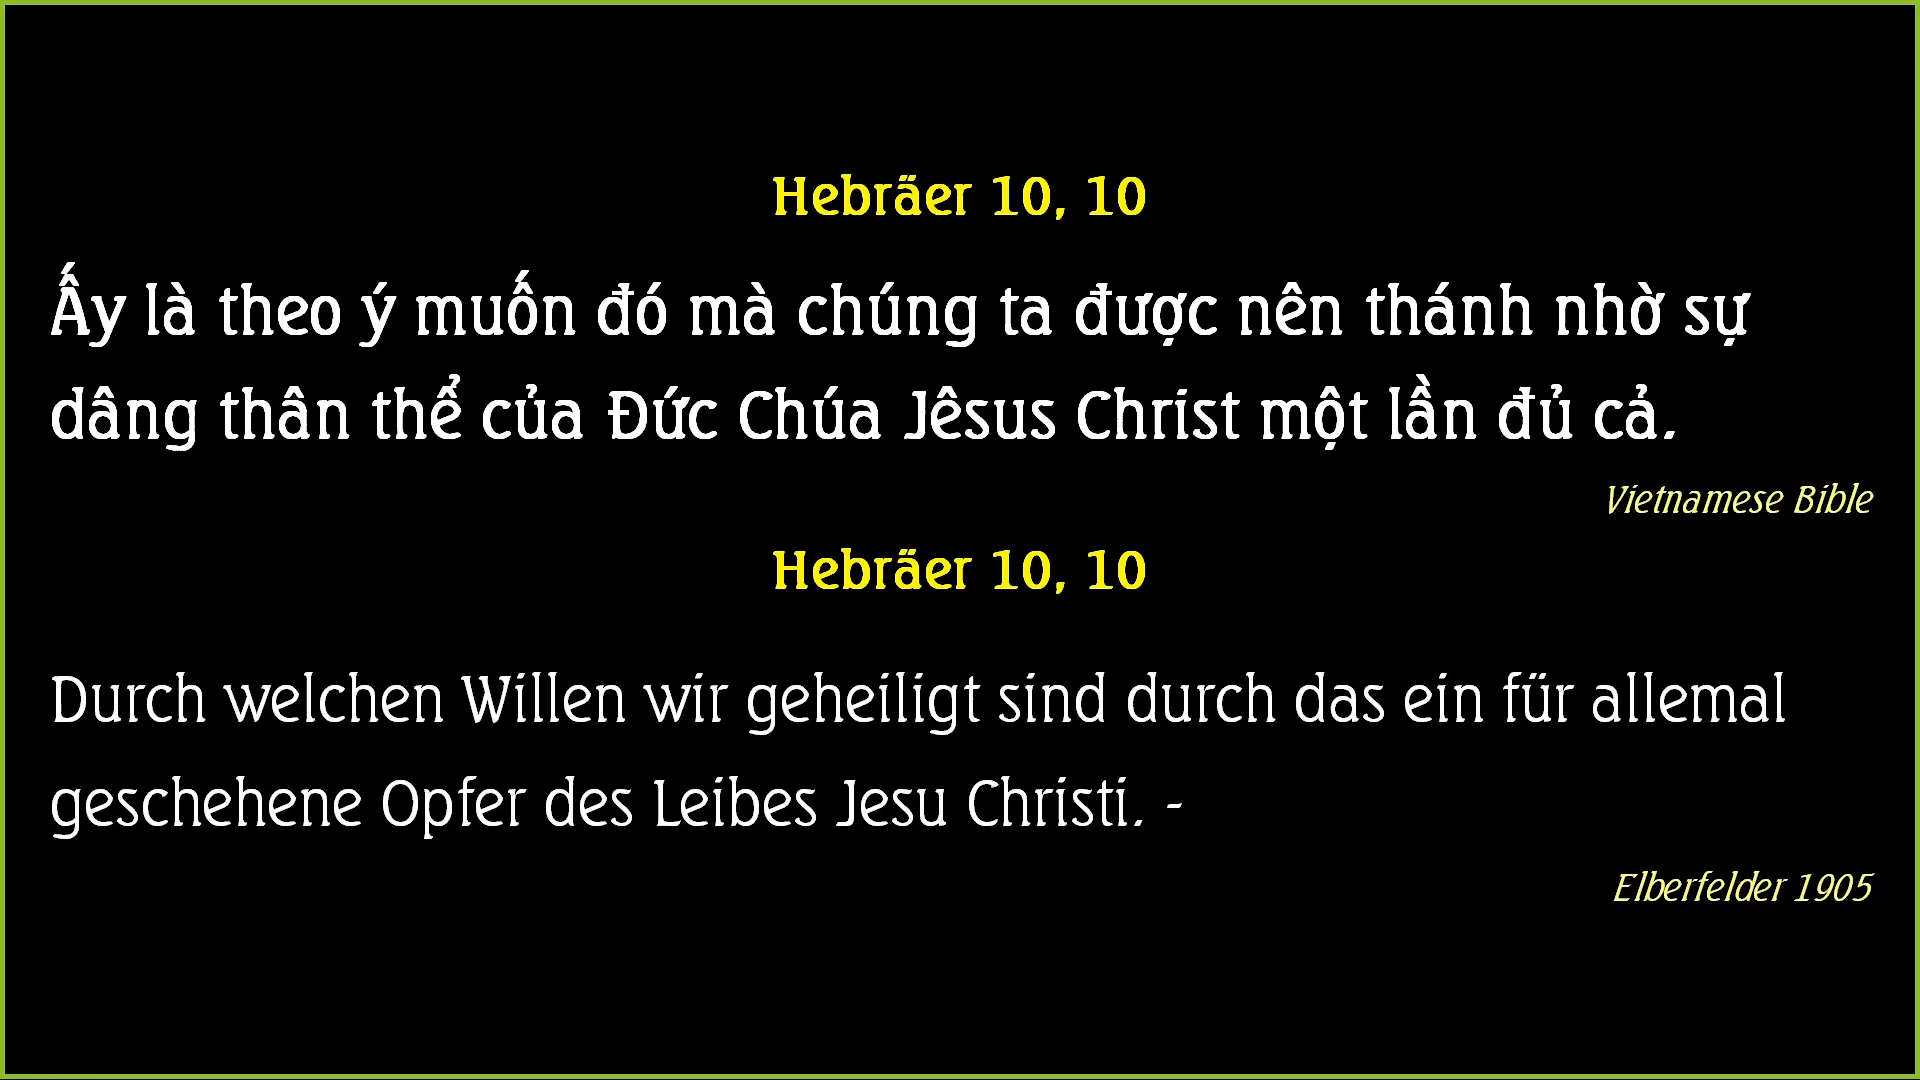 Hebräer 10, 10
Ấy là theo ý muốn đó mà chúng ta được nên thánh nhờ sự
dâng thân thể của Đức Chúa Jêsus Christ một lần đủ cả.
Vietnamese Bible
Hebräer 10, 10
Durch welchen Willen wir geheiligt sind durch das ein für allemal
geschehene Opfer des Leibes Jesu Christi. -
Elberfelder 1905